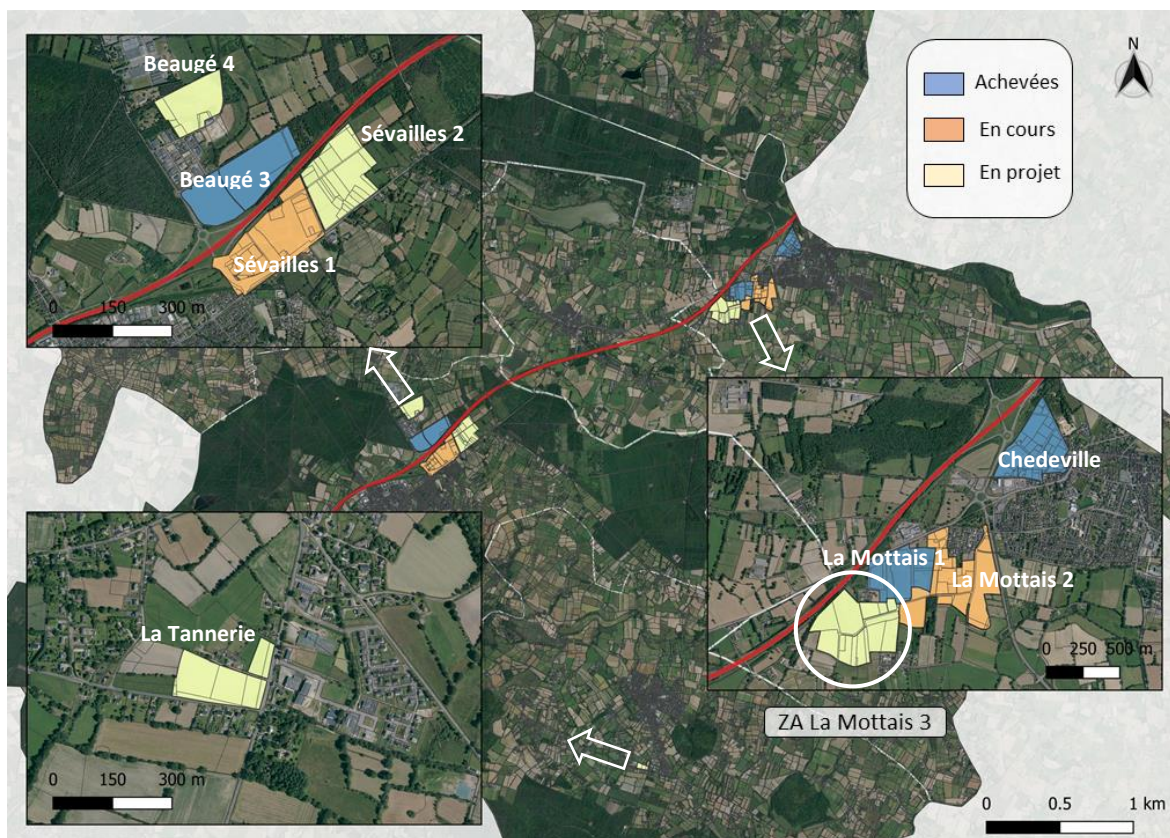 Beaugé 4
Sévailles 2
Beaugé 3
Sévailles 1
0 150 300 m
Achevées
En cours
En projet
N
Chedeville
La Mottais 1
La Mottais 2
0 250 500 m
ZA La Mottais 3
La Tannerie
0 150 300 m
0 0.5 1 km